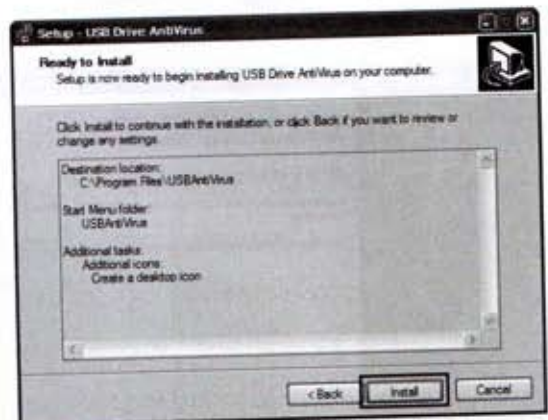 Setup - USB Drive AntiVirus
Ready to Install
Setup is now ready to begin installing USB Drive AntiVirus on your computer.
Click Install to continue with the installation, or click Back if you want to review or
change any settings.
Destination location:
C:\Program Files\USBAntiVirus
Start Menu folder:
USBAntiVirus
Additional tasks:
Additional icons:
Create a desktop icon
< Back
Install
Cancel